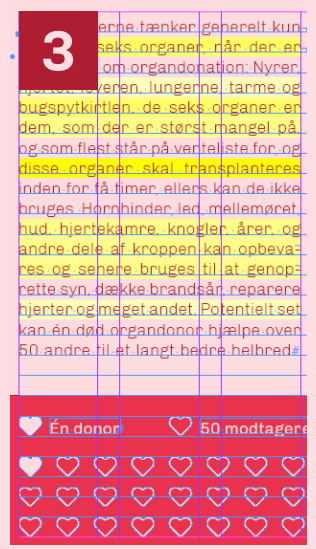 3
erne tænker generelt kun
seks organer, når der er
om organdonation: Nyrer,
hjertet, leveren, lungerne, tarme og
bugspytkirtlen, de seks organer er
dem, som der er størst mangel på,
og som flest står på venteliste for, og
disse organer skal transplanteres
inden for få timer, ellers kan de ikke
bruges. Hornhinder, led, mellemøret,
hud, hjertekamre, knogler, årer, og
andre dele af kroppen kan opbeva-
res og senere bruges til at genop-
rette syn, dække brandsår, reparere
hjerter og meget andet. Potentielt set
kan én død organdonor hjælpe over
50 andre til et langt bedre helbred
Én donor
50 modtagere